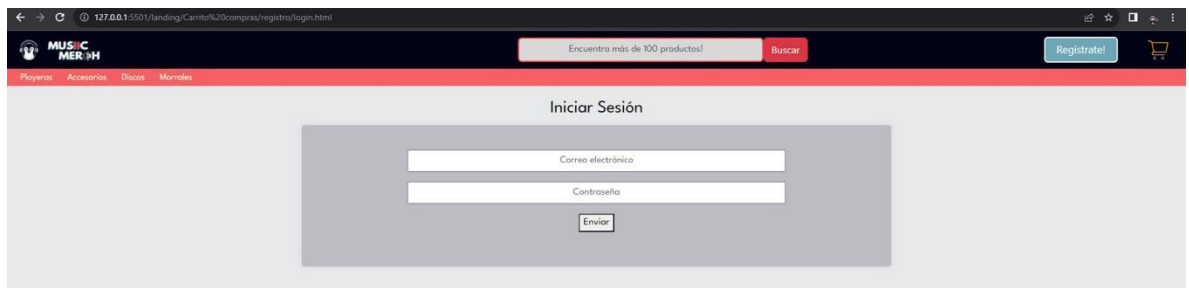 127.0.0.1:5501/landing/Carrito%20compras/registro/login.html
MUSIIC
MERCH
Encuentra más de 100 productos!
Buscar
Registrate!
Playeras Accesorios Discos Morrales
Iniciar Sesión
Correo electrónico
Contraseña
Enviar